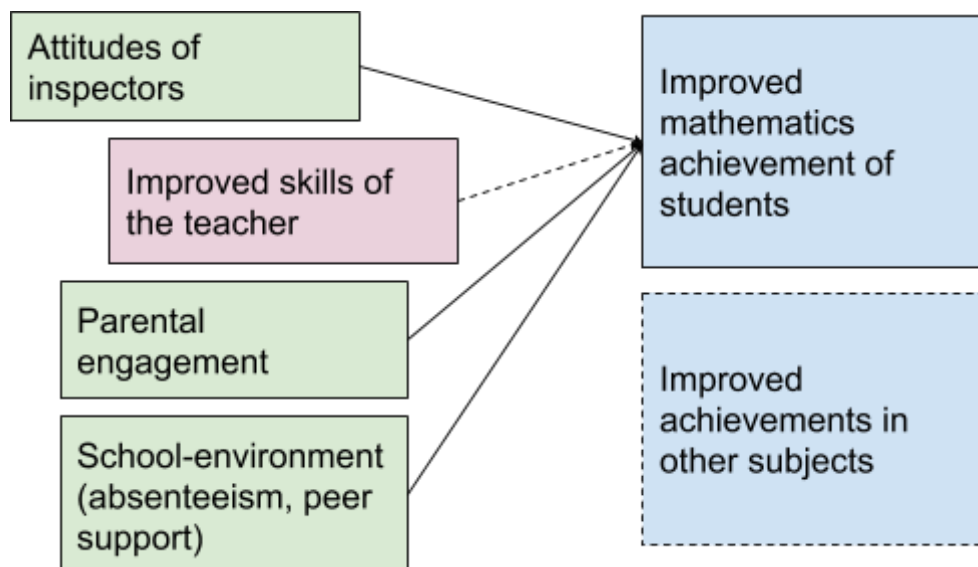 Attitudes of
inspectors
Improved skills of
the teacher
Parental
engagement
School-environment
(absenteeism, peer
support)
Improved
mathematics
achievement of
students
Improved
achievements in
other subjects